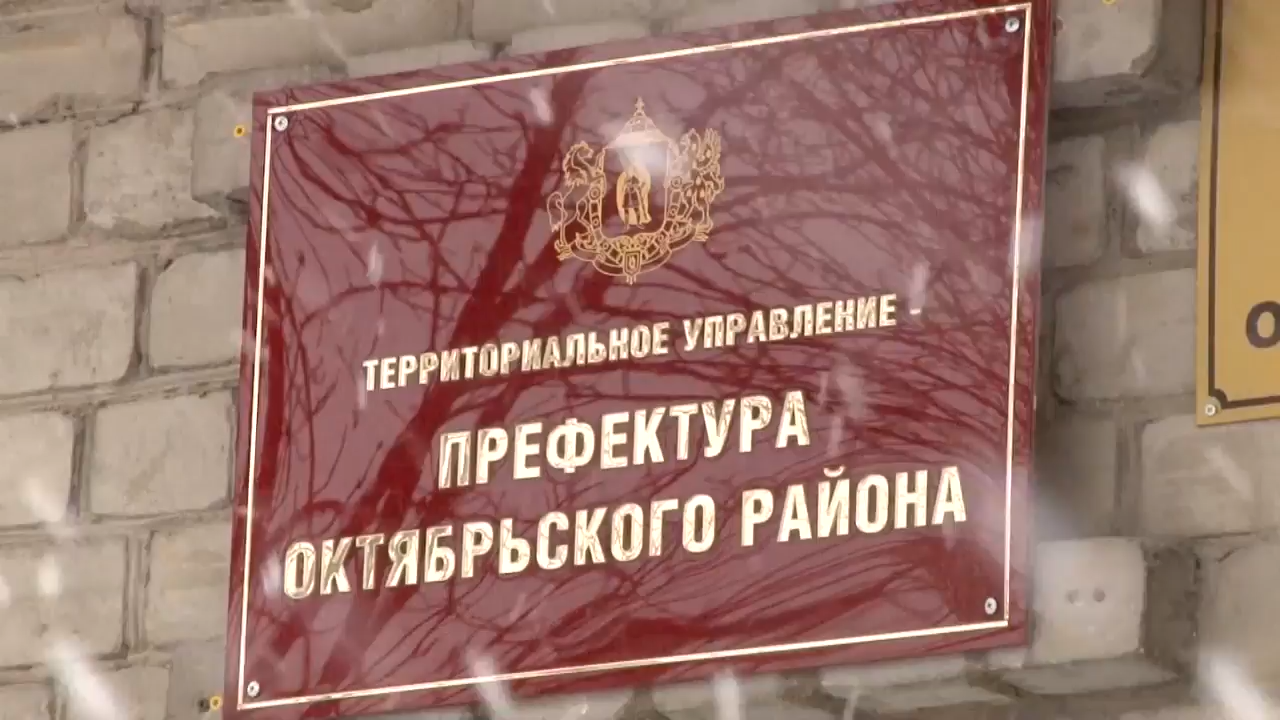 ТЕРРИТОРИАЛЬНОЕ УПРАВЛЕНИЕ -
ПРЕФЕКТУРА
ОКТЯБРЬСКОГО РАЙОНА